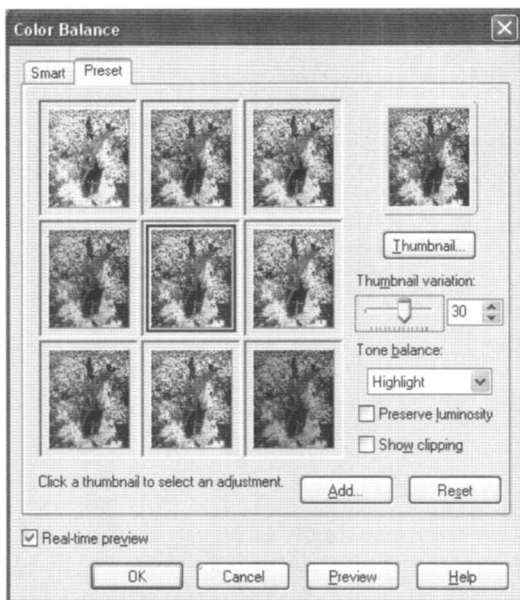 Color Balance
Smart Preset
Thumbnail...
Thumbnail variation:
30
Tone balance:
Highlight
Preserve luminosity
Show clipping
Click a thumbnail to select an adjustment.
Add... Reset
Real-time preview
OK Cancel Preview Help